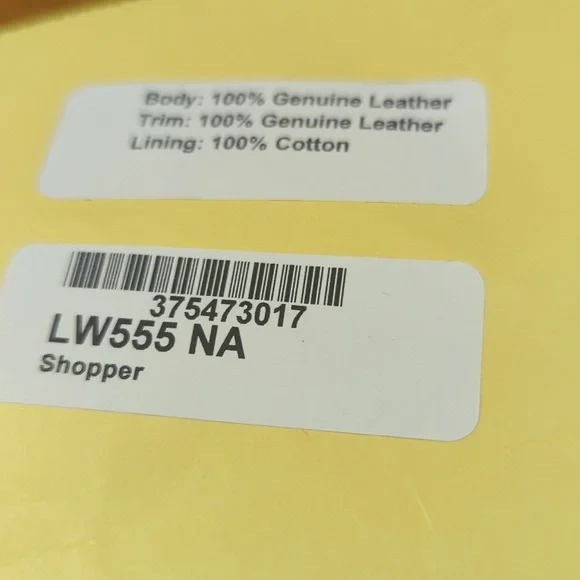 Body: 100% Genuine Leather
Trim: 100% Genuine Leather
Lining: 100% Cotton
375473017
LW555 NA
Shopper